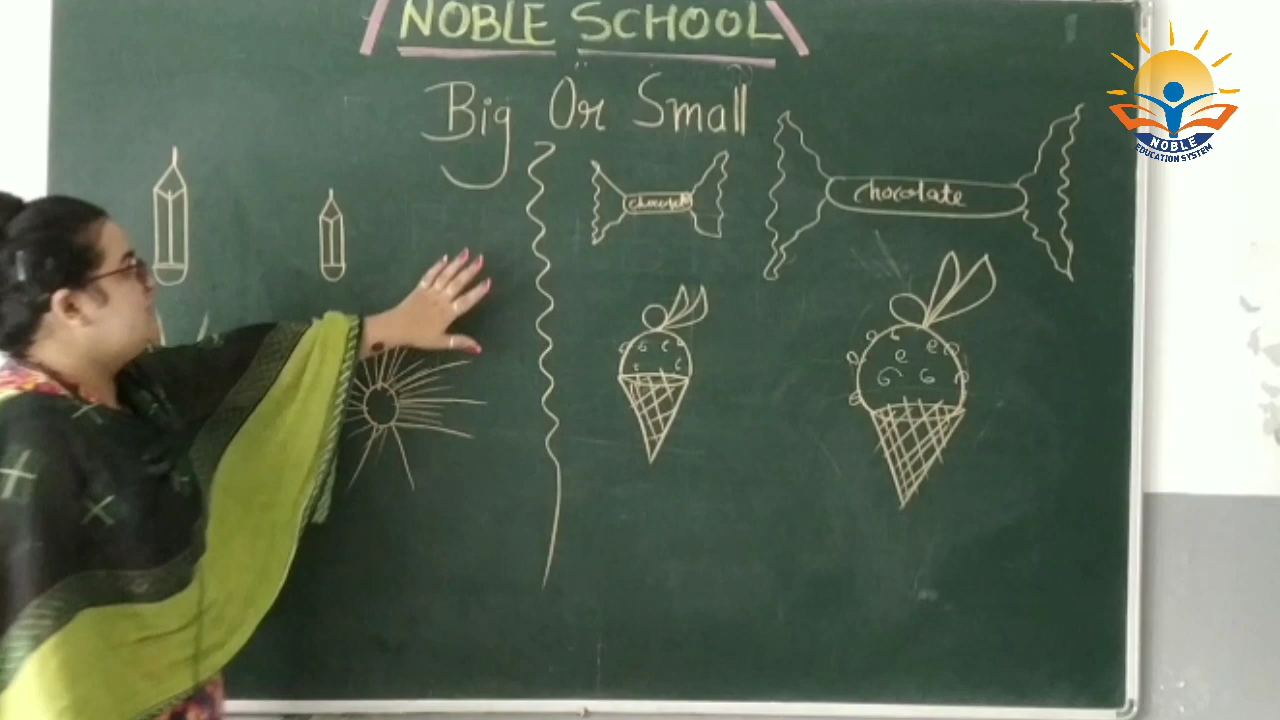 NOBLE SCHOOL
Big Or Small
chocolate
chocolate
NOBLE
EDUCATION SYSTEM